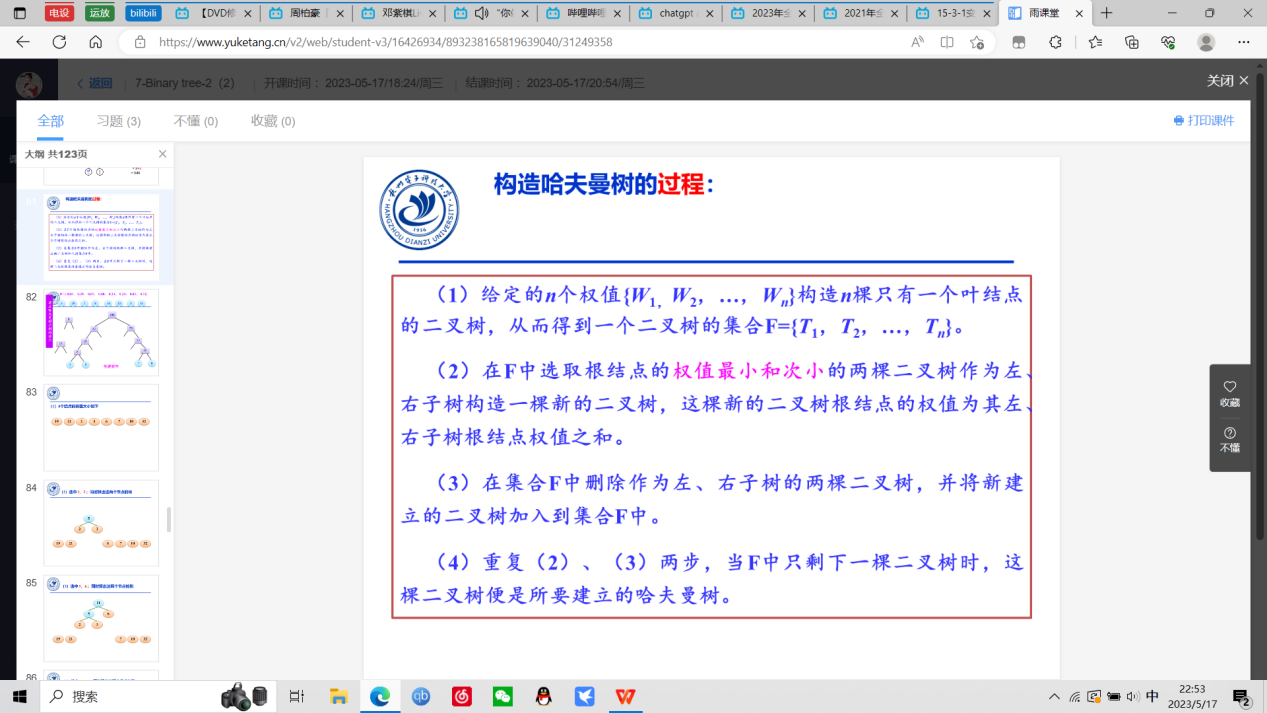 电设
运放
bilibili
【DVD修
周柏豪 |
邓紫棋Li
哔哩哔哩
chatgpt
2023年全
2021年全
15-3-1安
雨课堂
https://www.yuketang.cn/v2/web/student-v3/16426934/893238165819639040/31249358
返回
7-Binary tree-2（2）
开课时间： 2023-05-17/18:24/周三
结课时间： 2023-05-17/20:54/周三
关闭
全部
习题 (3)
不懂 (0)
收藏 (0)
打印课件
大纲 共123页
82
83
84
85
86
HANGZHOU DIANZI UNIVERSITY
1956
构造哈夫曼树的过程：
（1）给定的n个权值{W1, W2, …, Wn}构造n棵只有一个叶结点
的二叉树，从而得到一个二叉树的集合F={T1, T2, …, Tn}。
（2）在F中选取根结点的权值最小和次小的两棵二叉树作为左、
右子树构造一棵新的二叉树，这棵新的二叉树根结点的权值为其左、
右子树根结点权值之和。
（3）在集合F中删除作为左、右子树的两棵二叉树，并将新建
立的二叉树加入到集合F中。
（4）重复（2）、（3）两步，当F中只剩下一棵二叉树时，这
棵二叉树便是所要建立的哈夫曼树。
收藏
不懂
搜索
中
22:53
2023/5/17
2